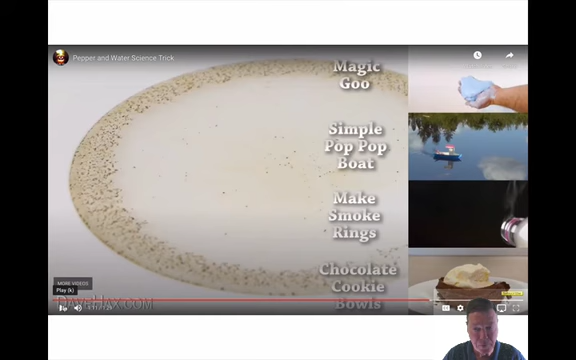 Pepper and Water Science Trick
Magic
Goo
Simple
Pop Pop
Boat
Make
Smoke
Rings
Chocolate
Cookie
Bowls
MORE VIDEOS
Play (k)
DAVEHAX.COM